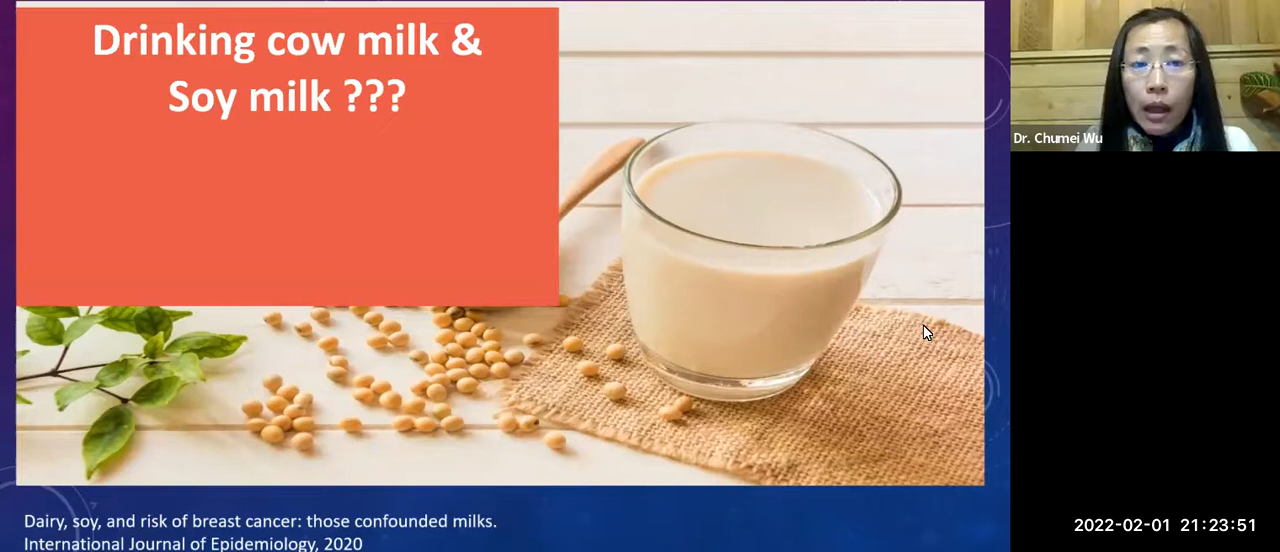 Drinking cow milk &
Soy milk ???
Dr. Chumei Wu
Dairy, soy, and risk of breast cancer: those confounded milks.
International Journal of Epidemiology, 2020
2022-02-01 21:23:51